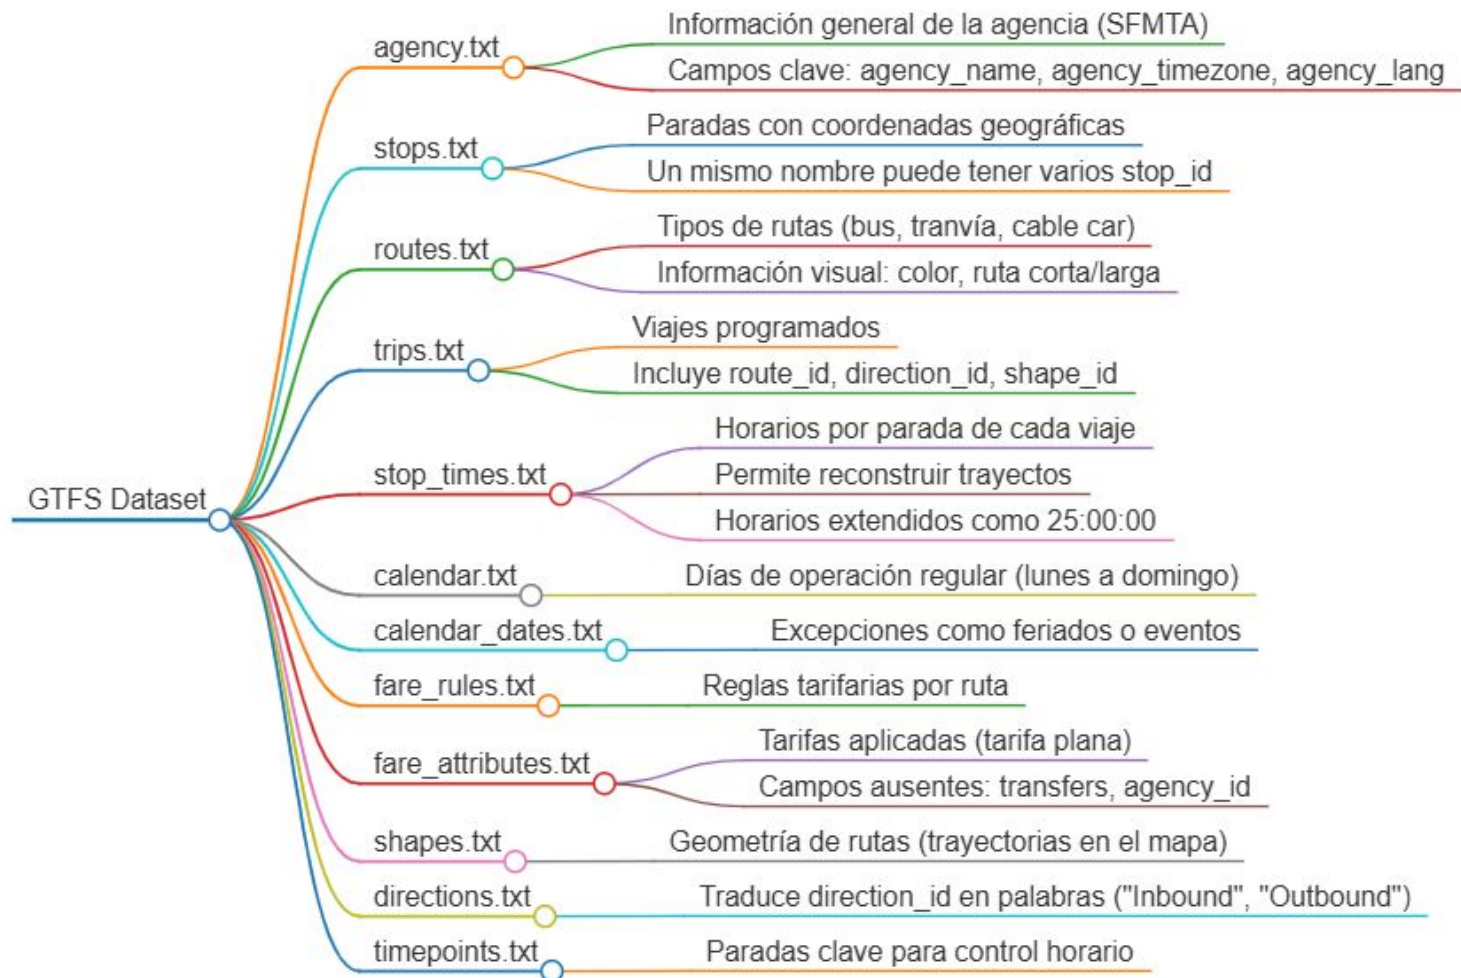 GTFS Dataset
agency.txt
Información general de la agencia (SFMTA)
Campos clave: agency_name, agency_timezone, agency_lang
stops.txt
Paradas con coordenadas geográficas
Un mismo nombre puede tener varios stop_id
routes.txt
Tipos de rutas (bus, tranvía, cable car)
Información visual: color, ruta corta/larga
trips.txt
Viajes programados
Incluye route_id, direction_id, shape_id
stop_times.txt
Horarios por parada de cada viaje
Permite reconstruir trayectos
Horarios extendidos como 25:00:00
calendar.txt
Días de operación regular (lunes a domingo)
calendar_dates.txt
Excepciones como feriados o eventos
fare_rules.txt
Reglas tarifarias por ruta
fare_attributes.txt
Tarifas aplicadas (tarifa plana)
Campos ausentes: transfers, agency_id
shapes.txt
Geometría de rutas (trayectorias en el mapa)
directions.txt
Traduce direction_id en palabras ("Inbound", "Outbound")
timepoints.txt
Paradas clave para control horario